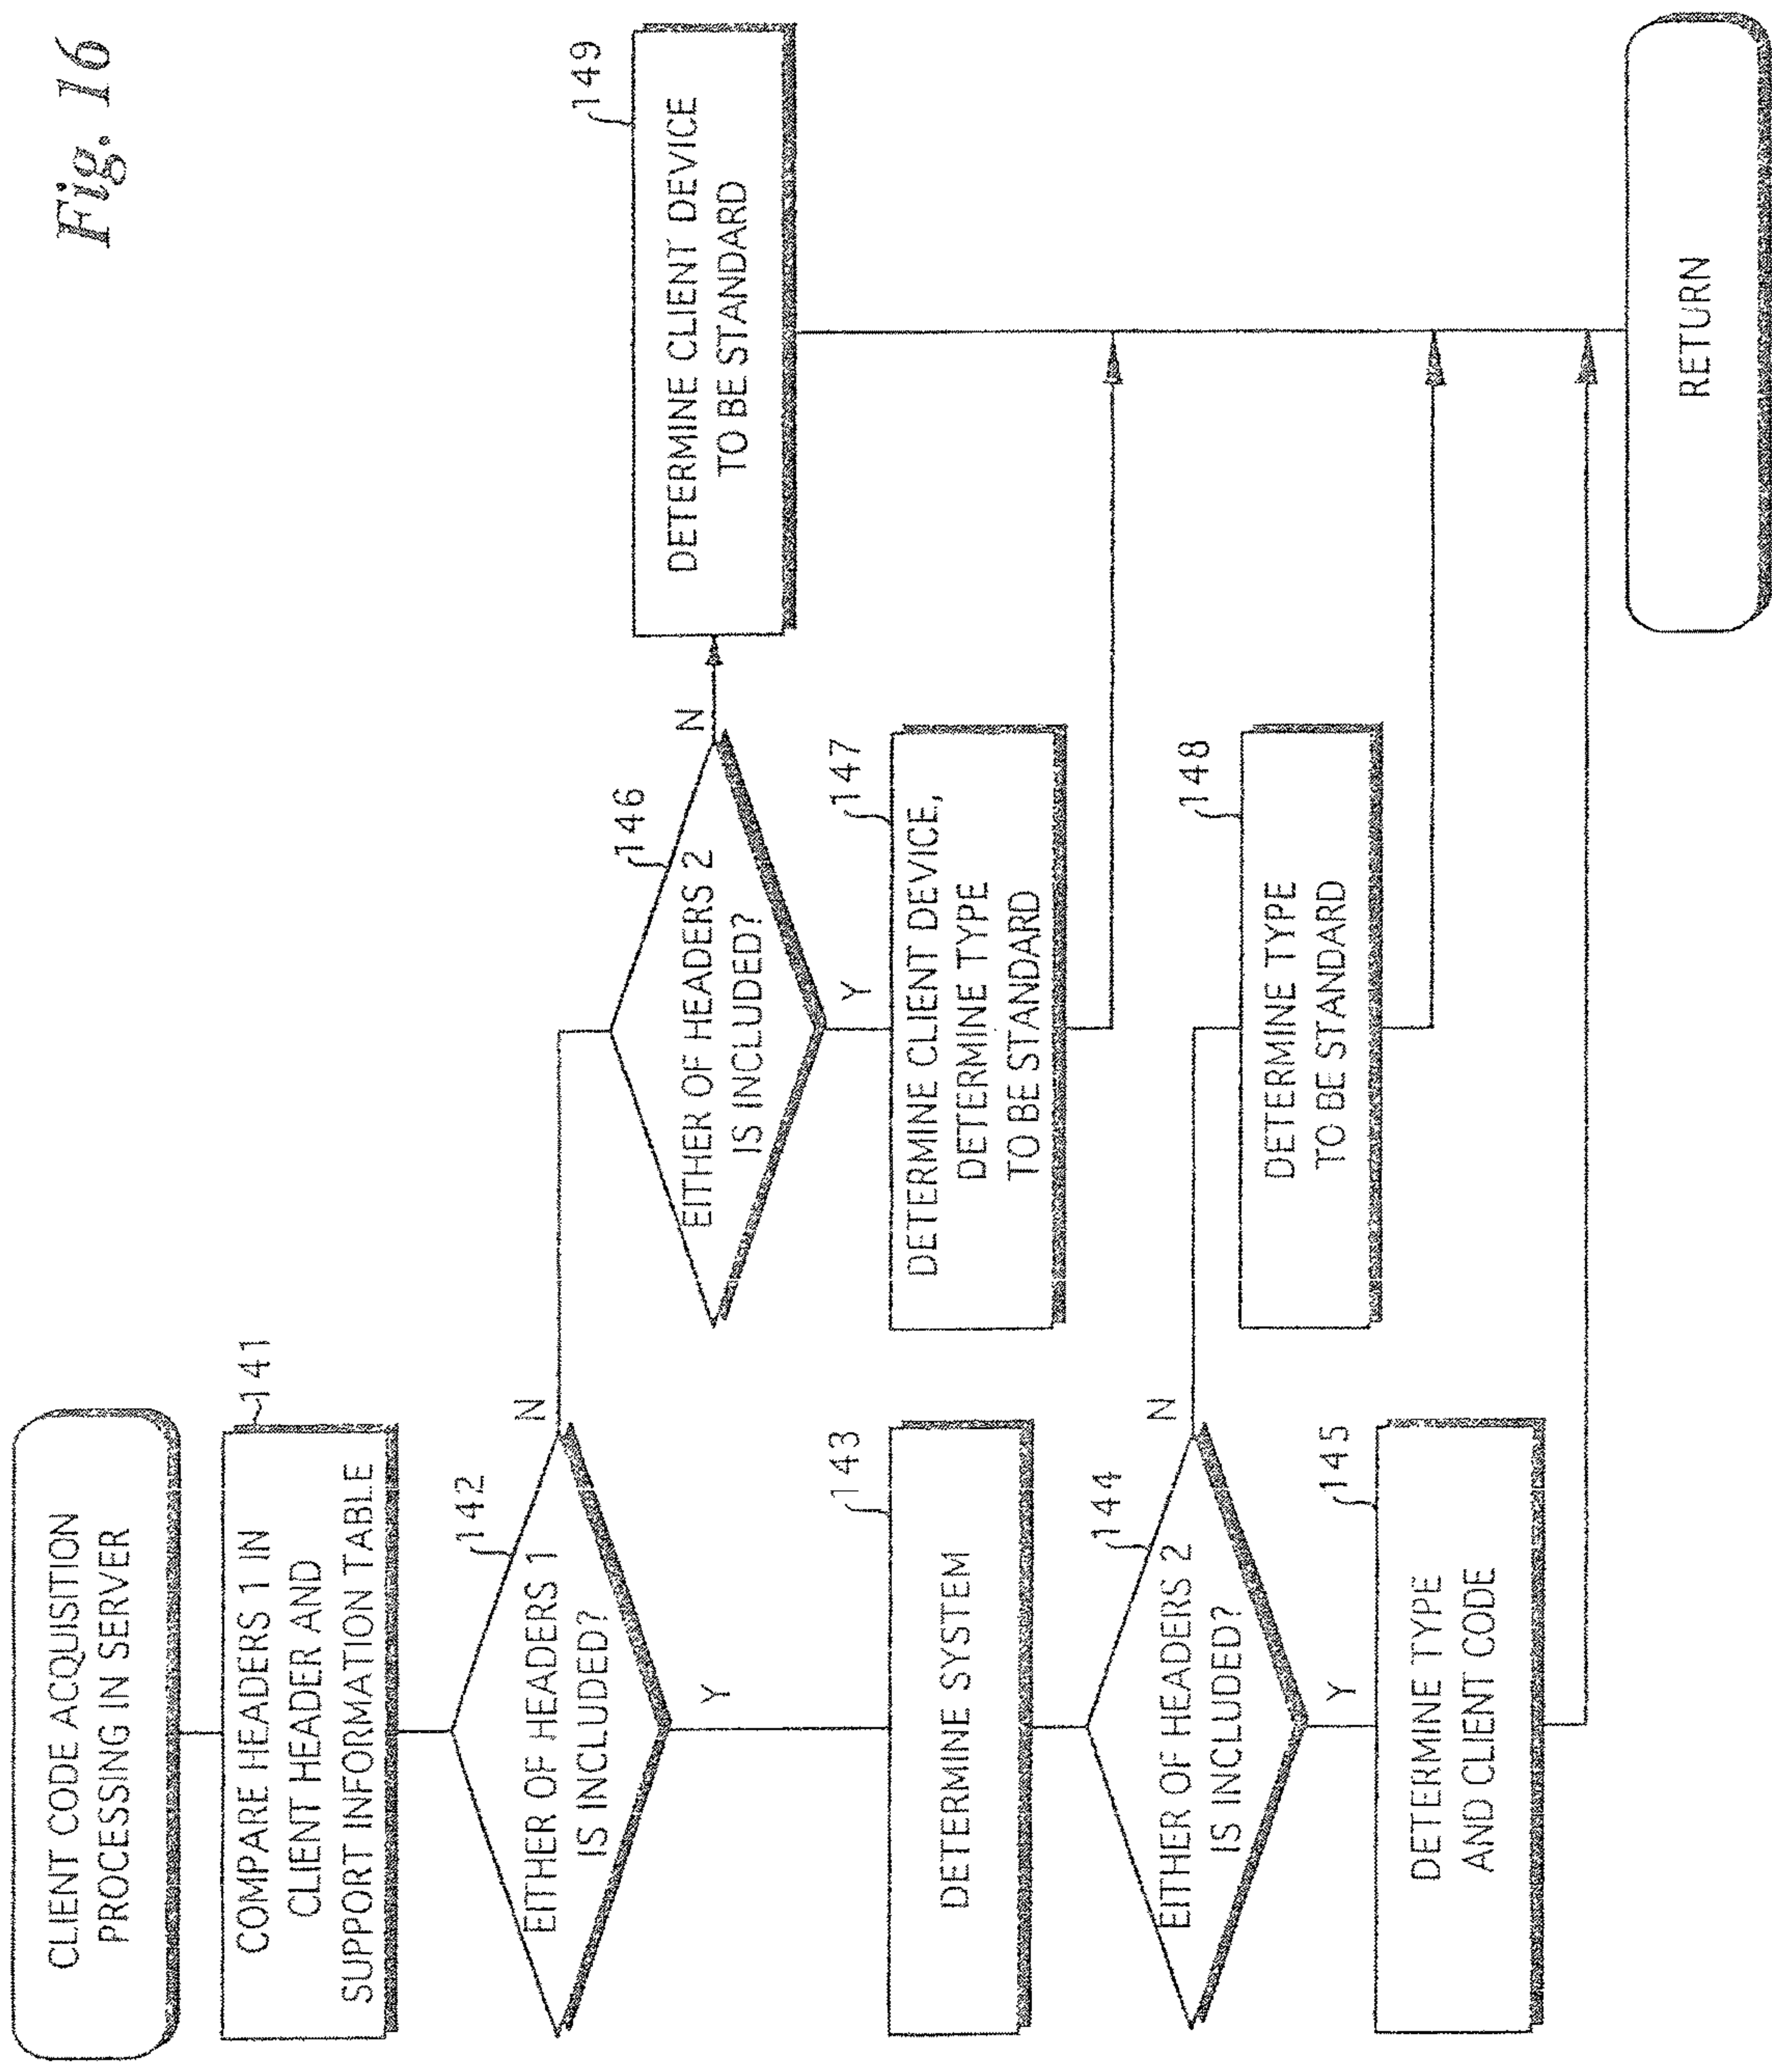 Fig. 16
CLIENT CODE ACQUISITION
PROCESSING IN SERVER
141
COMPARE HEADERS 1 IN
CLIENT HEADER AND
SUPPORT INFORMATION TABLE
142
EITHER OF HEADERS 1
IS INCLUDED?
N
Y
143
DETERMINE SYSTEM
144
EITHER OF HEADERS 2
IS INCLUDED?
N
Y
145
DETERMINE TYPE
AND CLIENT CODE
146
EITHER OF HEADERS 2
IS INCLUDED?
N
Y
147
DETERMINE CLIENT DEVICE,
DETERMINE TYPE
TO BE STANDARD
148
DETERMINE TYPE
TO BE STANDARD
149
DETERMINE CLIENT DEVICE
TO BE STANDARD
RETURN